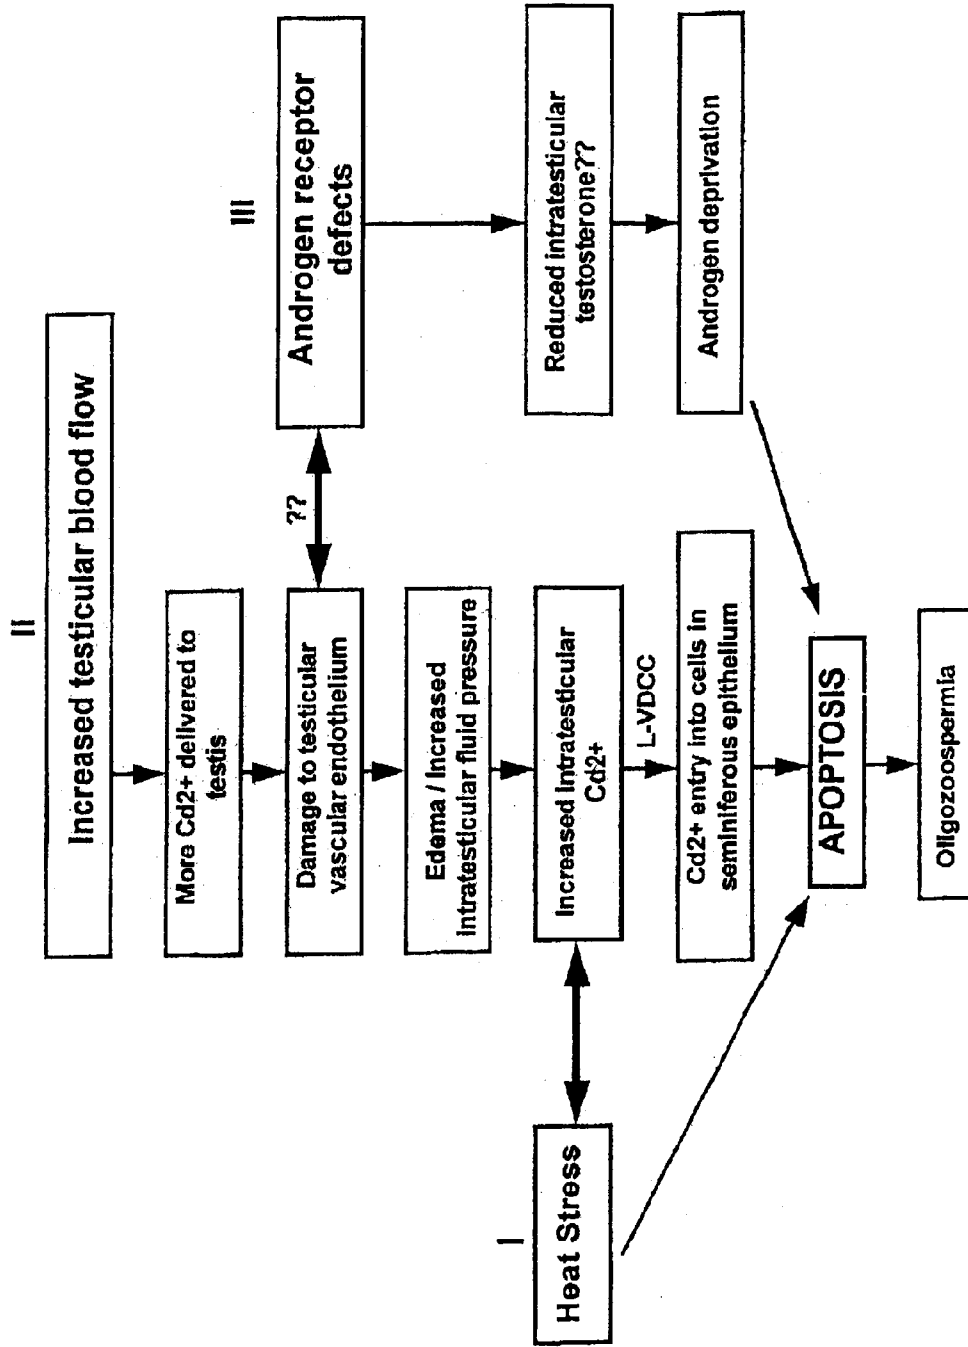 II
Increased testicular blood flow
More Cd2+ delivered to
testis
Damage to testicular
vascular endothelium
??
III
Androgen receptor
defects
Edema / Increased
intratesticular fluid pressure
I
Heat Stress
Increased intratesticular
Cd2+
Reduced intratesticular
testosterone??
L-VDCC
Cd2+ entry into cells in
seminiferous epithelium
Androgen deprivation
APOPTOSIS
Oligozoospermia